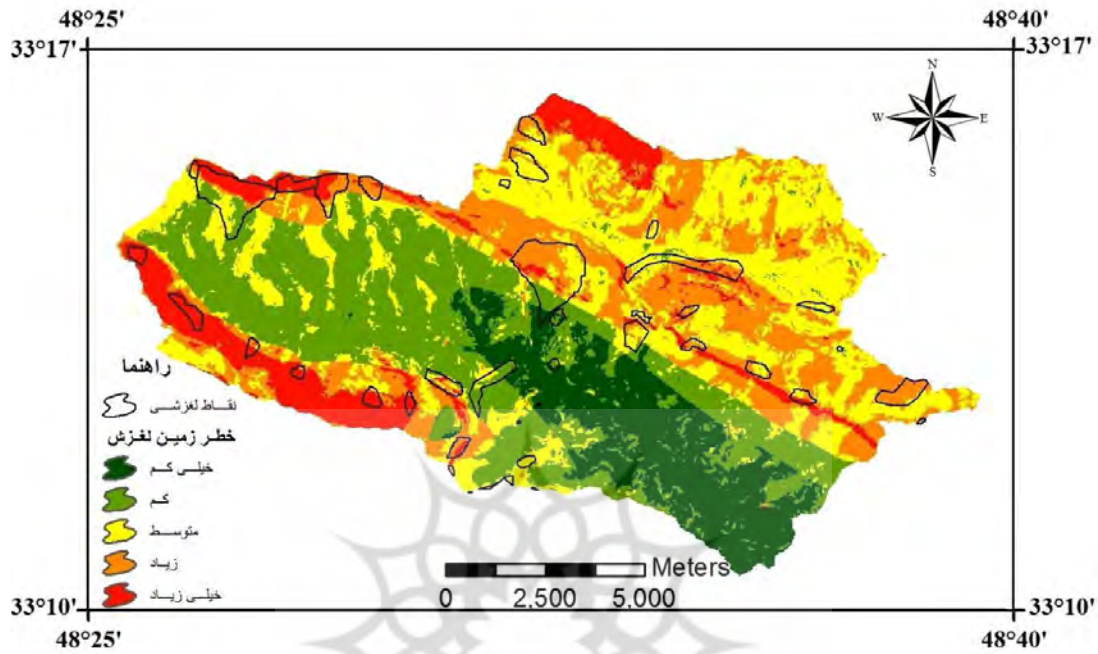 48°25' 48°40'
33°17' 33°17'
N
W E
S
راهنما
نقاط لغزشی
خطر زمین لغزش
خیلی کم
کم
متوسط
زیاد
خیلی زیاد
Meters
0 2,500 5,000
33°10' 33°10'
48°25' 48°40'